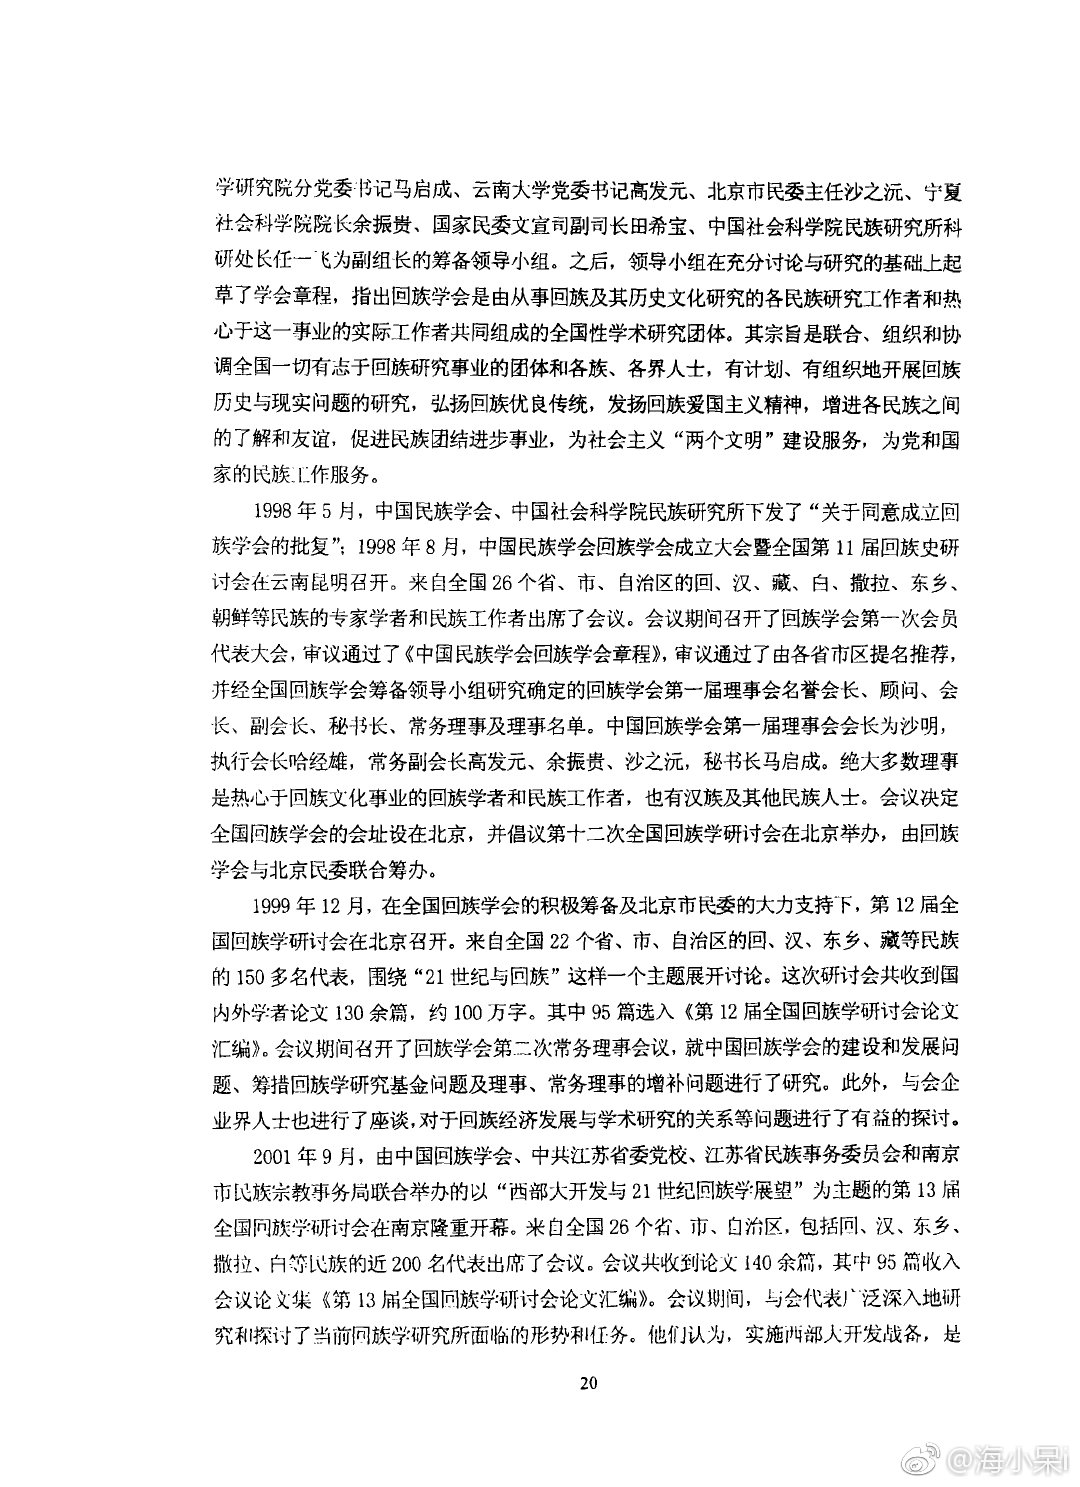 学研究院分党委书记马启成、云南大学党委书记高发元、北京市民委主任沙之沅、宁夏
社会科学院院长余振贵、国家民委文宣司副司长田希宝、中国社会科学院民族研究所科
研处长任一飞为副组长的筹备领导小组。之后，领导小组在充分讨论与研究的基础上起
草了学会章程，指出回族学会是由从事回族及其历史文化研究的各民族研究工作者和热
心于这一事业的实际工作者共同组成的全国性学术研究团体。其宗旨是联合、组织和协
调全国一切有志于回族研究事业的团体和各族、各界人士，有计划、有组织地开展回族
历史与现实问题的研究，弘扬回族优良传统，发扬回族爱国主义精神，增进各民族之间
的了解和友谊，促进民族团结进步事业，为社会主义“两个文明”建设服务，为党和国
家的民族工作服务。
1998 年 5 月，中国民族学会、中国社会科学院民族研究所下发了“关于同意成立回
族学会的批复”；1998 年 8 月，中国民族学会回族学会成立大会暨全国第 11 届回族史研
讨会在云南昆明召开。来自全国 26 个省、市、自治区的回、汉、藏、白、撒拉、东乡、
朝鲜等民族的专家学者和民族工作者出席了会议。会议期间召开了回族学会第一次会员
代表大会，审议通过了《中国民族学会回族学会章程》，审议通过了由各省市区提名推荐，
并经全国回族学会筹备领导小组研究确定的回族学会第一届理事会名誉会长、顾问、会
长、副会长、秘书长、常务理事及理事名单。中国回族学会第一届理事会会长为沙明，
执行会长哈经雄，常务副会长高发元、余振贵、沙之沅，秘书长马启成。绝大多数理事
是热心于回族文化事业的回族学者和民族工作者，也有汉族及其他民族人士。会议决定
全国回族学会的会址设在北京，并倡议第十二次全国回族学研讨会在北京举办，由回族
学会与北京民委联合筹办。
1999 年 12 月，在全国回族学会的积极筹备及北京市民委的大力支持下，第 12 届全
国回族学研讨会在北京召开。来自全国 22 个省、市、自治区的回、汉、东乡、藏等民族
的 150 多名代表，围绕“21 世纪与回族”这样一个主题展开讨论。这次研讨会共收到国
内外学者论文 130 余篇，约 100 万字。其中 95 篇选入《第 12 届全国回族学研讨会论文
汇编》。会议期间召开了回族学会第二次常务理事会议，就中国回族学会的建设和发展问
题、筹措回族学研究基金问题及理事、常务理事的增补问题进行了研究。此外，与会企
业界人士也进行了座谈，对于回族经济发展与学术研究的关系等问题进行了有益的探讨。
2001 年 9 月，由中国回族学会、中共江苏省委党校、江苏省民族事务委员会和南京
市民族宗教事务局联合举办的以“西部大开发与 21 世纪回族学展望”为主题的第 13 届
全国回族学研讨会在南京隆重开幕。来自全国 26 个省、市、自治区，包括回、汉、东乡、
撒拉、白等民族的近 200 名代表出席了会议。会议共收到论文 140 余篇，其中 95 篇收入
会议论文集《第 13 届全国回族学研讨会论文汇编》。会议期间，与会代表广泛深入地研
究和探讨了当前回族学研究所面临的形势和任务。他们认为，实施西部大开发战备，是
20
@海小呆i